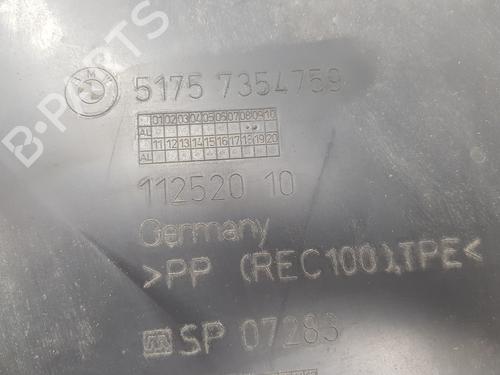 BMW
5175 7354759
01 02 03 04 05 06 07 08 09 10
AL
11 12 13 14 15 16 17 18 19 20
AL
112520 10
Germany
>PP (REC100),TPE<
SP 07283
B-PARTS